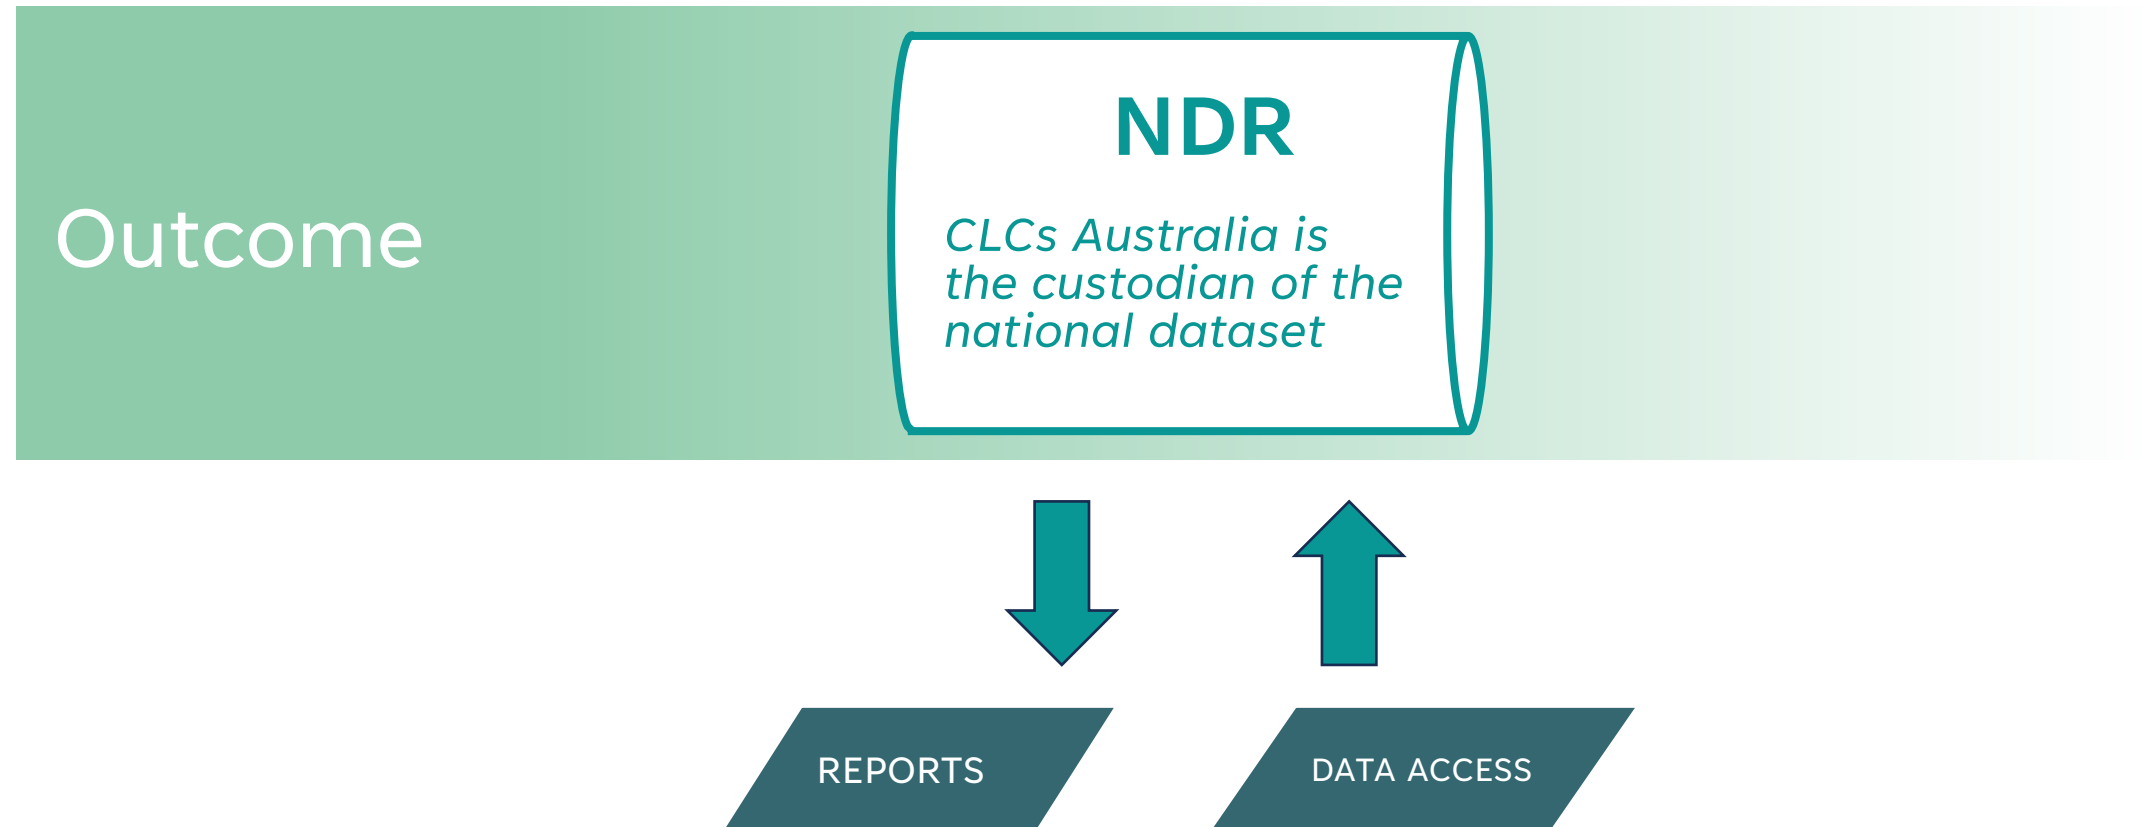 Outcome
NDR
CLCs Australia is
the custodian of the
national dataset
REPORTS
DATA ACCESS